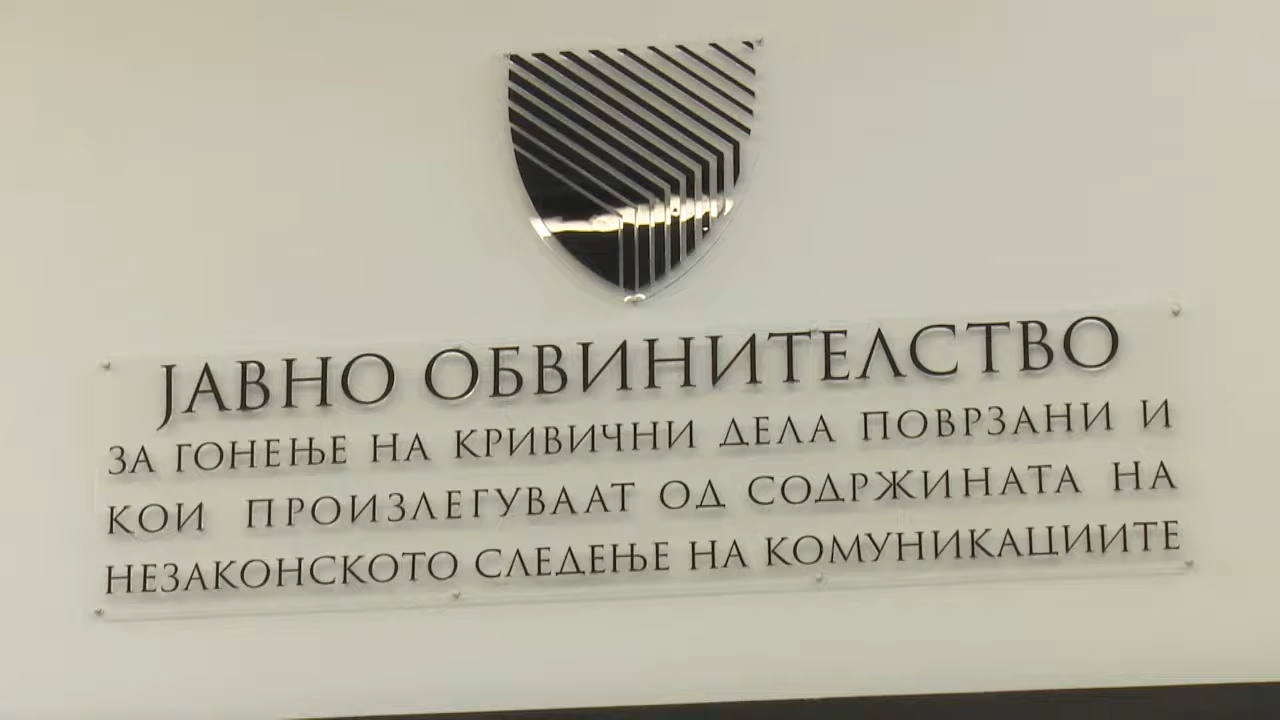 ЈАВНО ОБВИНИТЕЛСТВО
ЗА ГОНЕЊЕ НА КРИВИЧНИ ДЕЛА ПОВРЗАНИ И
КОИ ПРОИЗЛЕГУВААТ ОД СОДРЖИНАТА НА
НЕЗАКОНСКОТО СЛЕДЕЊЕ НА КОМУНИКАЦИИТЕ